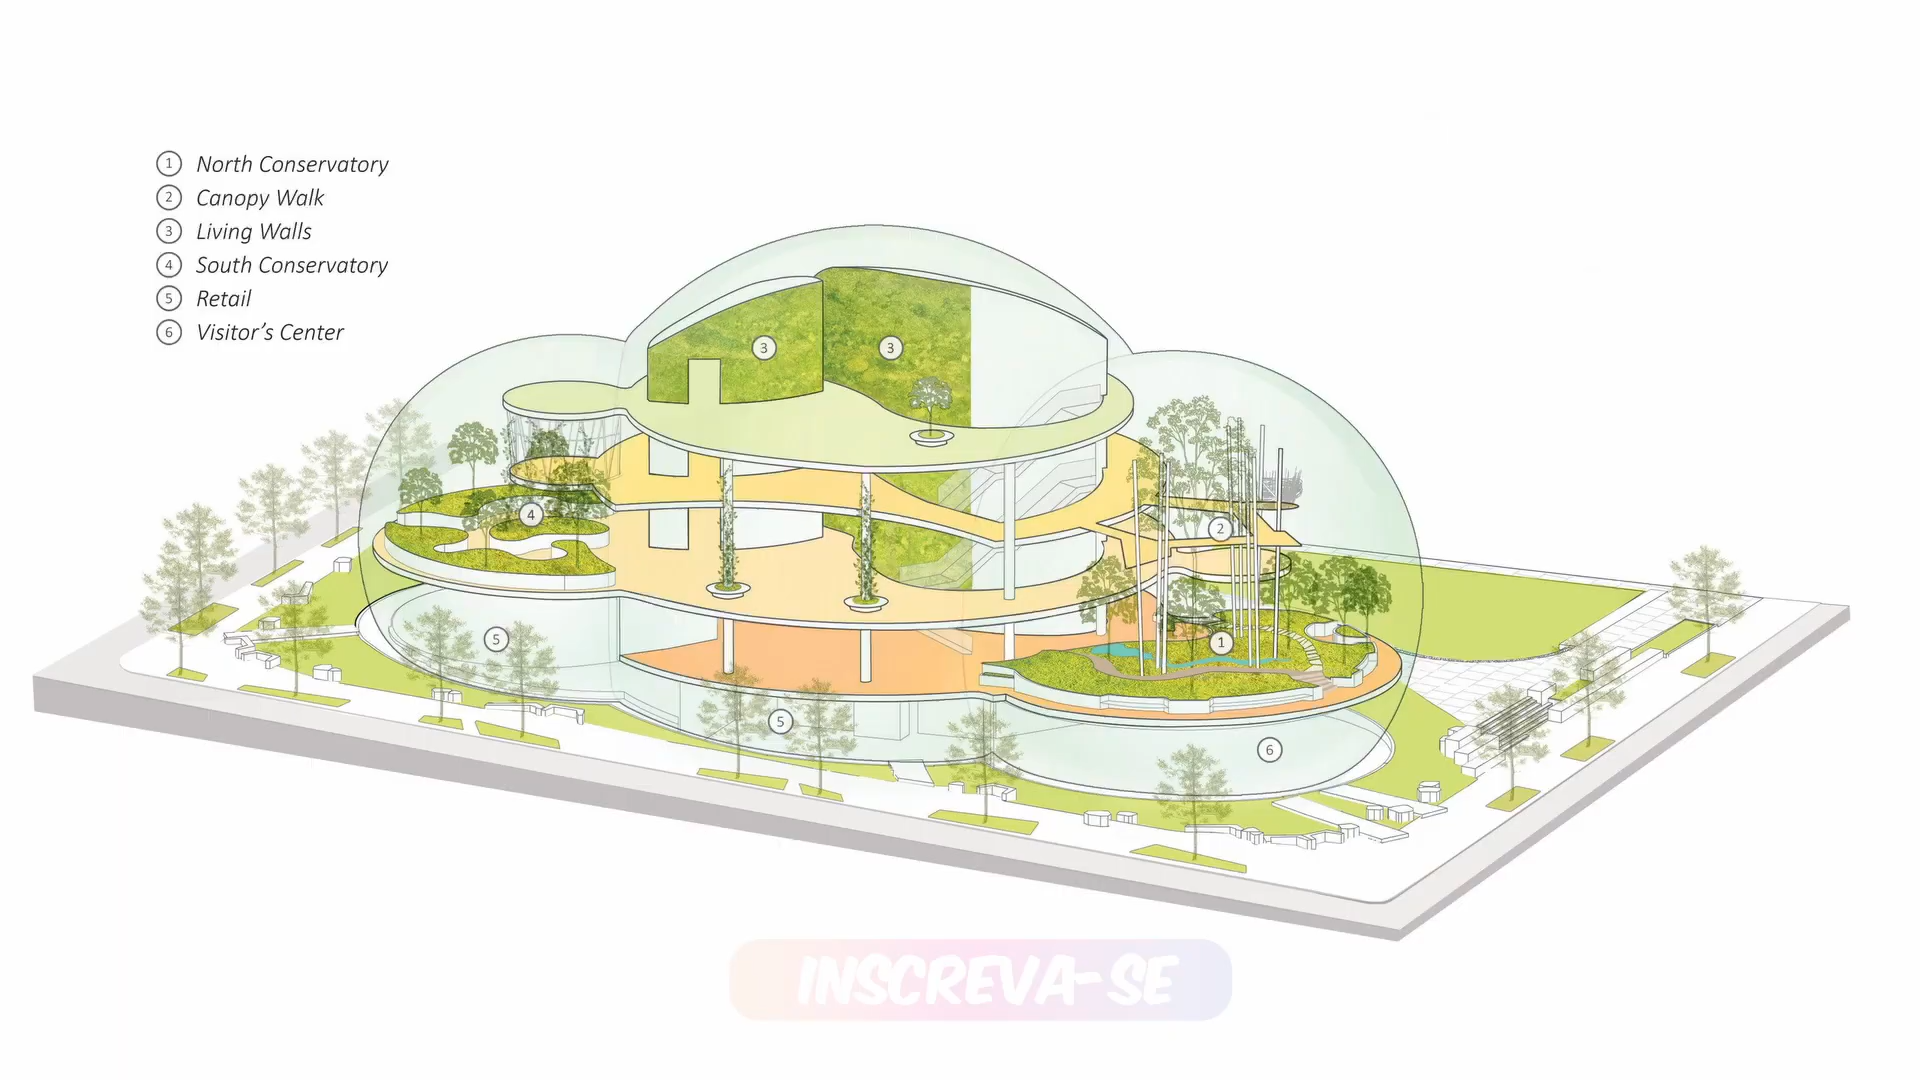 1 North Conservatory
2 Canopy Walk
3 Living Walls
4 South Conservatory
5 Retail
6 Visitor's Center
3 3
4
2
5
1
5
6
INSCREVA-SE